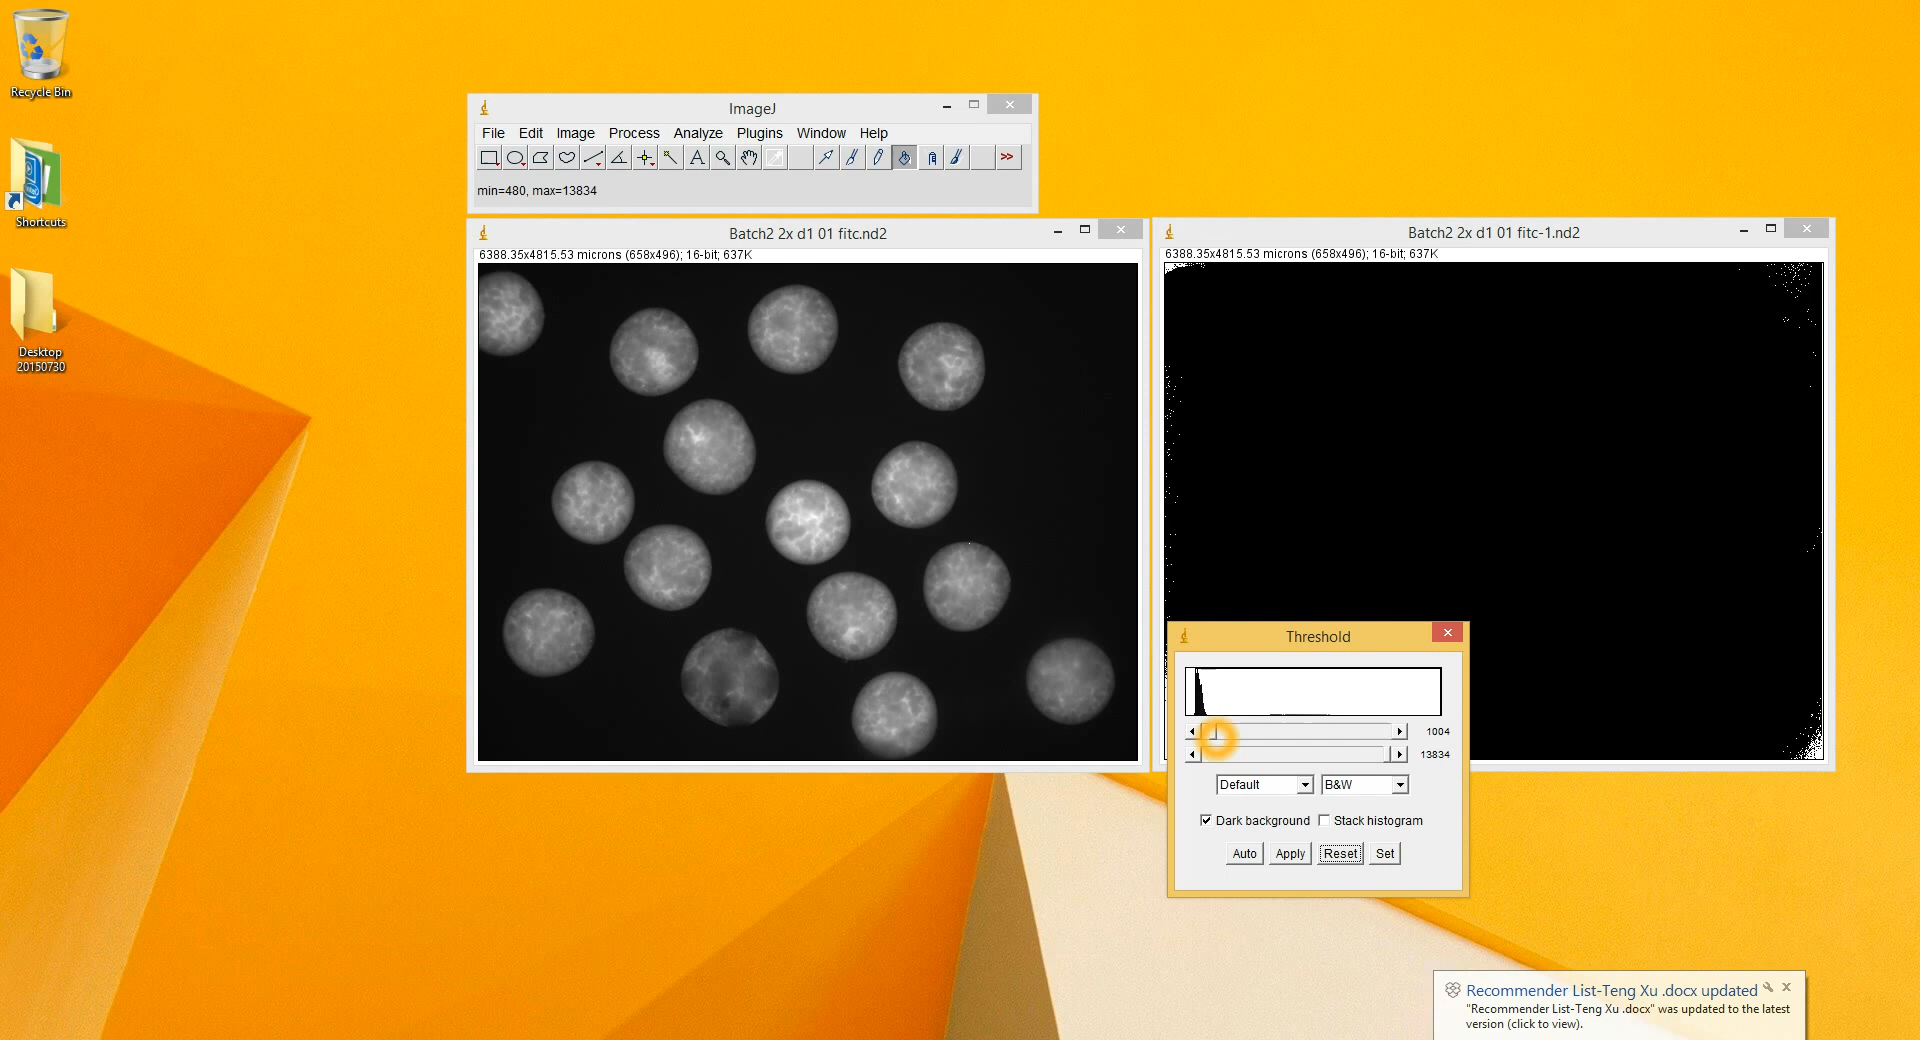 Recycle Bin
Shortcuts
Desktop
20150730
ImageJ
File Edit Image Process Analyze Plugins Window Help
A >>
min=480, max=13834
Batch2 2x d1 01 fitc.nd2
6388.35x4815.53 microns (658x496); 16-bit; 637K
Batch2 2x d1 01 fitc-1.nd2
6388.35x4815.53 microns (658x496); 16-bit; 637K
Threshold
1004
13834
Default B&W
Dark background Stack histogram
Auto Apply Reset Set
Recommender List-Teng Xu .docx updated
"Recommender List-Teng Xu .docx" was updated to the latest
version (click to view).